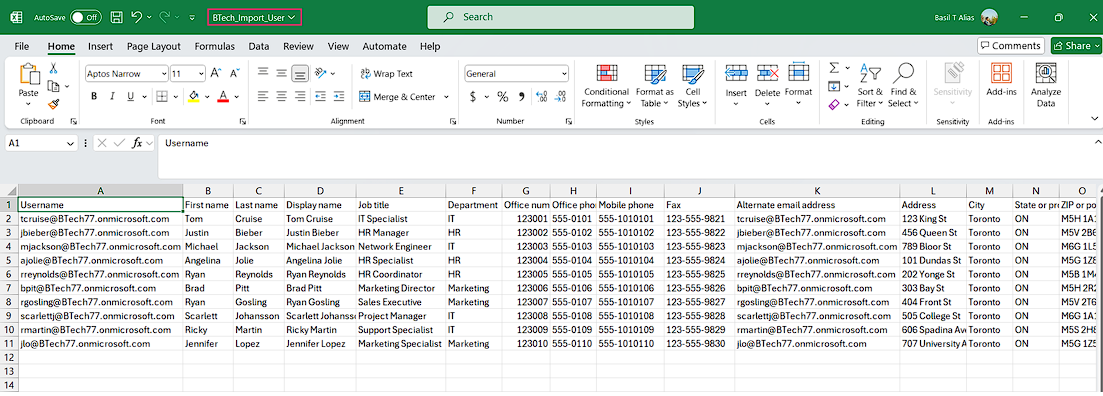 AutoSave Off BTech_Import_User Search Basil T Alias
File Home Insert Page Layout Formulas Data Review View Automate Help Comments Share
Paste Aptos Narrow 11 A A Wrap Text General Conditional Formatting Format as Table Cell Styles Insert Delete Format Sort & Filter Find & Select Sensitivity Add-ins Analyze Data
B I U A Merge & Center $ % 9
Clipboard Font Alignment Number Styles Cells Editing Sensitivity Add-ins
A1 fx Username
A B C D E F G H I J K L M N O
1 Username First name Last name Display name Job title Department Office num Office pho Mobile phone Fax Alternate email address Address City State or pro ZIP or po
2 tcruise@BTech77.onmicrosoft.com Tom Cruise Tom Cruise IT Specialist IT 123001 555-0101 555-1010101 123-555-9821 tcruise@BTech77.onmicrosoft.com 123 King St Toronto ON M5H 1A1
3 jbieber@BTech77.onmicrosoft.com Justin Bieber Justin Bieber HR Manager HR 123002 555-0102 555-1010102 123-555-9822 jbieber@BTech77.onmicrosoft.com 456 Queen St Toronto ON M5V 2B6
4 mjackson@BTech77.onmicrosoft.com Michael Jackson Michael Jackson Network Engineer IT 123003 555-0103 555-1010103 123-555-9823 mjackson@BTech77.onmicrosoft.com 789 Bloor St Toronto ON M6G 1L5
5 ajolie@BTech77.onmicrosoft.com Angelina Jolie Angelina Jolie HR Specialist HR 123004 555-0104 555-1010104 123-555-9824 ajolie@BTech77.onmicrosoft.com 101 Dundas St Toronto ON M5G 1Z8
6 rreynolds@BTech77.onmicrosoft.com Ryan Reynolds Ryan Reynolds HR Coordinator HR 123005 555-0105 555-1010105 123-555-9825 rreynolds@BTech77.onmicrosoft.com 202 Yonge St Toronto ON M5B 1M4
7 bpit@BTech77.onmicrosoft.com Brad Pitt Brad Pitt Marketing Director Marketing 123006 555-0106 555-1010106 123-555-9826 bpit@BTech77.onmicrosoft.com 303 Bay St Toronto ON M5H 2R2
8 rgosling@BTech77.onmicrosoft.com Ryan Gosling Ryan Gosling Sales Executive Marketing 123007 555-0107 555-1010107 123-555-9827 rgosling@BTech77.onmicrosoft.com 404 Front St Toronto ON M5V 2T6
9 scarlettj@BTech77.onmicrosoft.com Scarlett Johansson Scarlett Johansso Project Manager IT 123008 555-0108 555-1010108 123-555-9828 scarlettj@BTech77.onmicrosoft.com 505 College St Toronto ON M6G 1A1
10 rmartin@BTech77.onmicrosoft.com Ricky Martin Ricky Martin Support Specialist IT 123009 555-0109 555-1010109 123-555-9829 rmartin@BTech77.onmicrosoft.com 606 Spadina Ave Toronto ON M5S 2H8
11 jlo@BTech77.onmicrosoft.com Jennifer Lopez Jennifer Lopez Marketing Specialist Marketing 123010 555-0110 555-1010110 123-555-9830 jlo@BTech77.onmicrosoft.com 707 University A Toronto ON M5G 1Z5
12
13
14